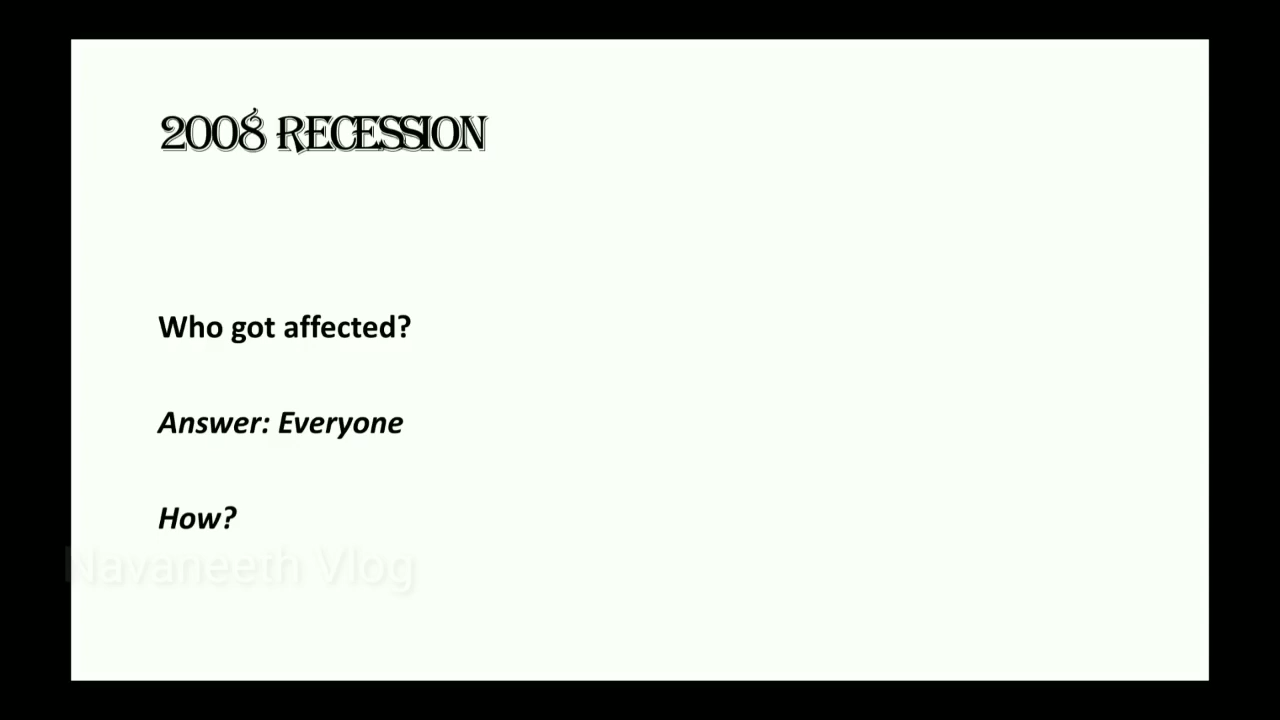 2008 RECESSION
Who got affected?
Answer: Everyone
How?
Navaneeth Vlog